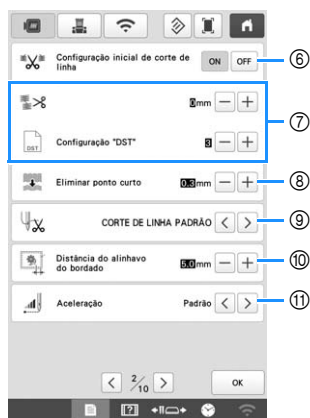 Configuração inicial de corte de
linha
ON OFF
⑥
0mm − +
⑦
DST
Configuração "DST"
3 − +
Eliminar ponto curto
0.3mm − +
⑧
CORTE DE LINHA PADRÃO < >
⑨
Distância do alinhavo
do bordado
5.0mm − +
⑩
Aceleração
Padrão < >
⑪
< 2/10 >
OK